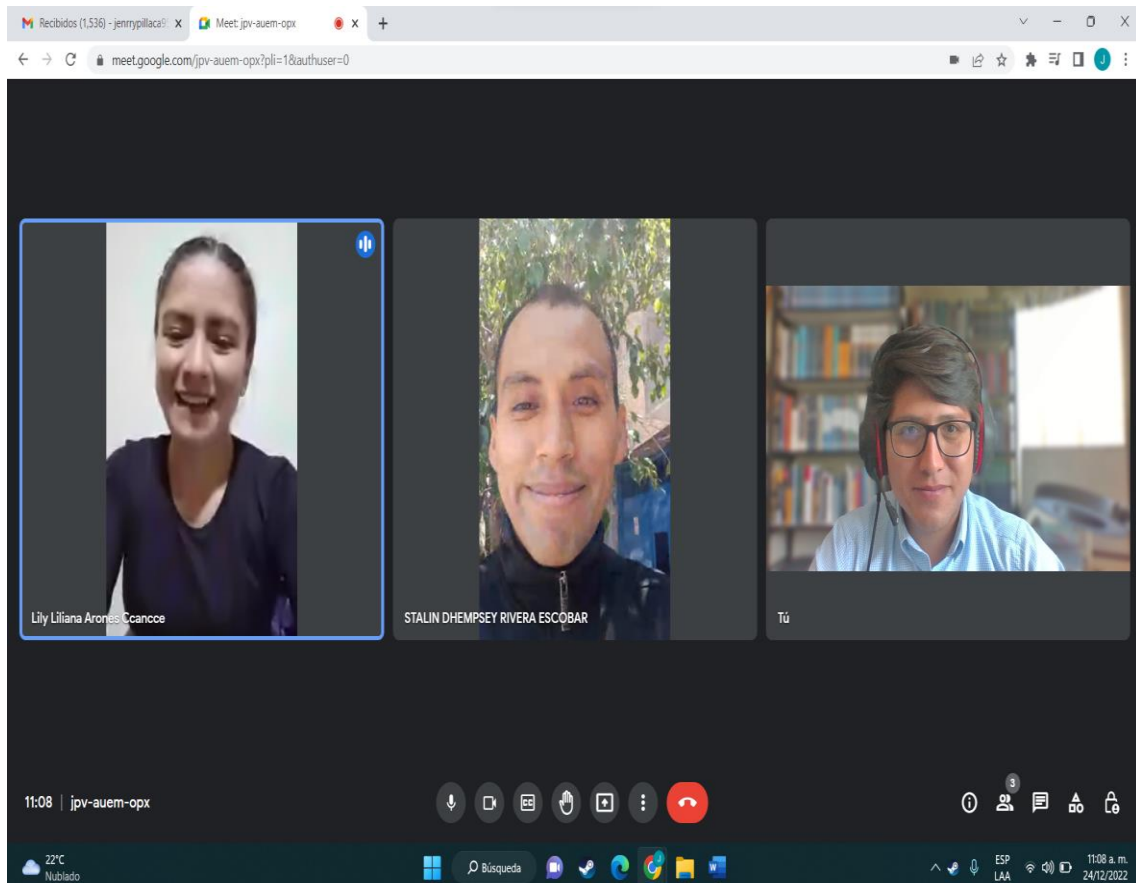 Recibidos (1,536) - jenrrypillaca9
Meet: jpv-auem-opx
meet.google.com/jpv-auem-opx?pli=1&authuser=0
J
Lily Liliana Arones Ccancce
STALIN DHEMPSEY RIVERA ESCOBAR
Tú
11:08 | jpv-auem-opx
CC
3
22°C
Nublado
Búsqueda
ESP
LAA
11:08 a. m.
24/12/2022